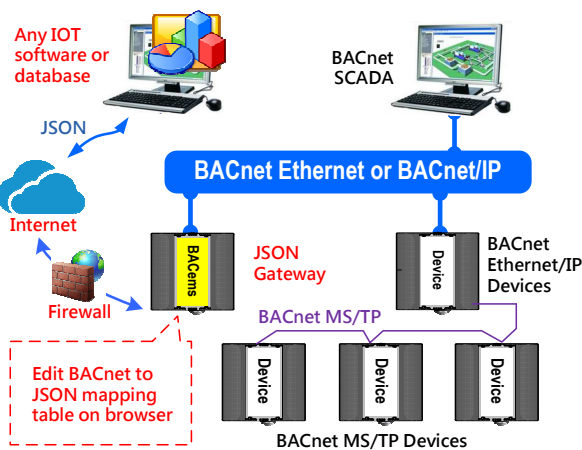 Any IOT
software or
database
BACnet
SCADA
JSON
BACnet Ethernet or BACnet/IP
Internet
BACems
JSON
Gateway
Device
BACnet
Ethernet/IP
Devices
Firewall
BACnet MS/TP
Edit BACnet to
JSON mapping
table on browser
Device
Device
Device
BACnet MS/TP Devices